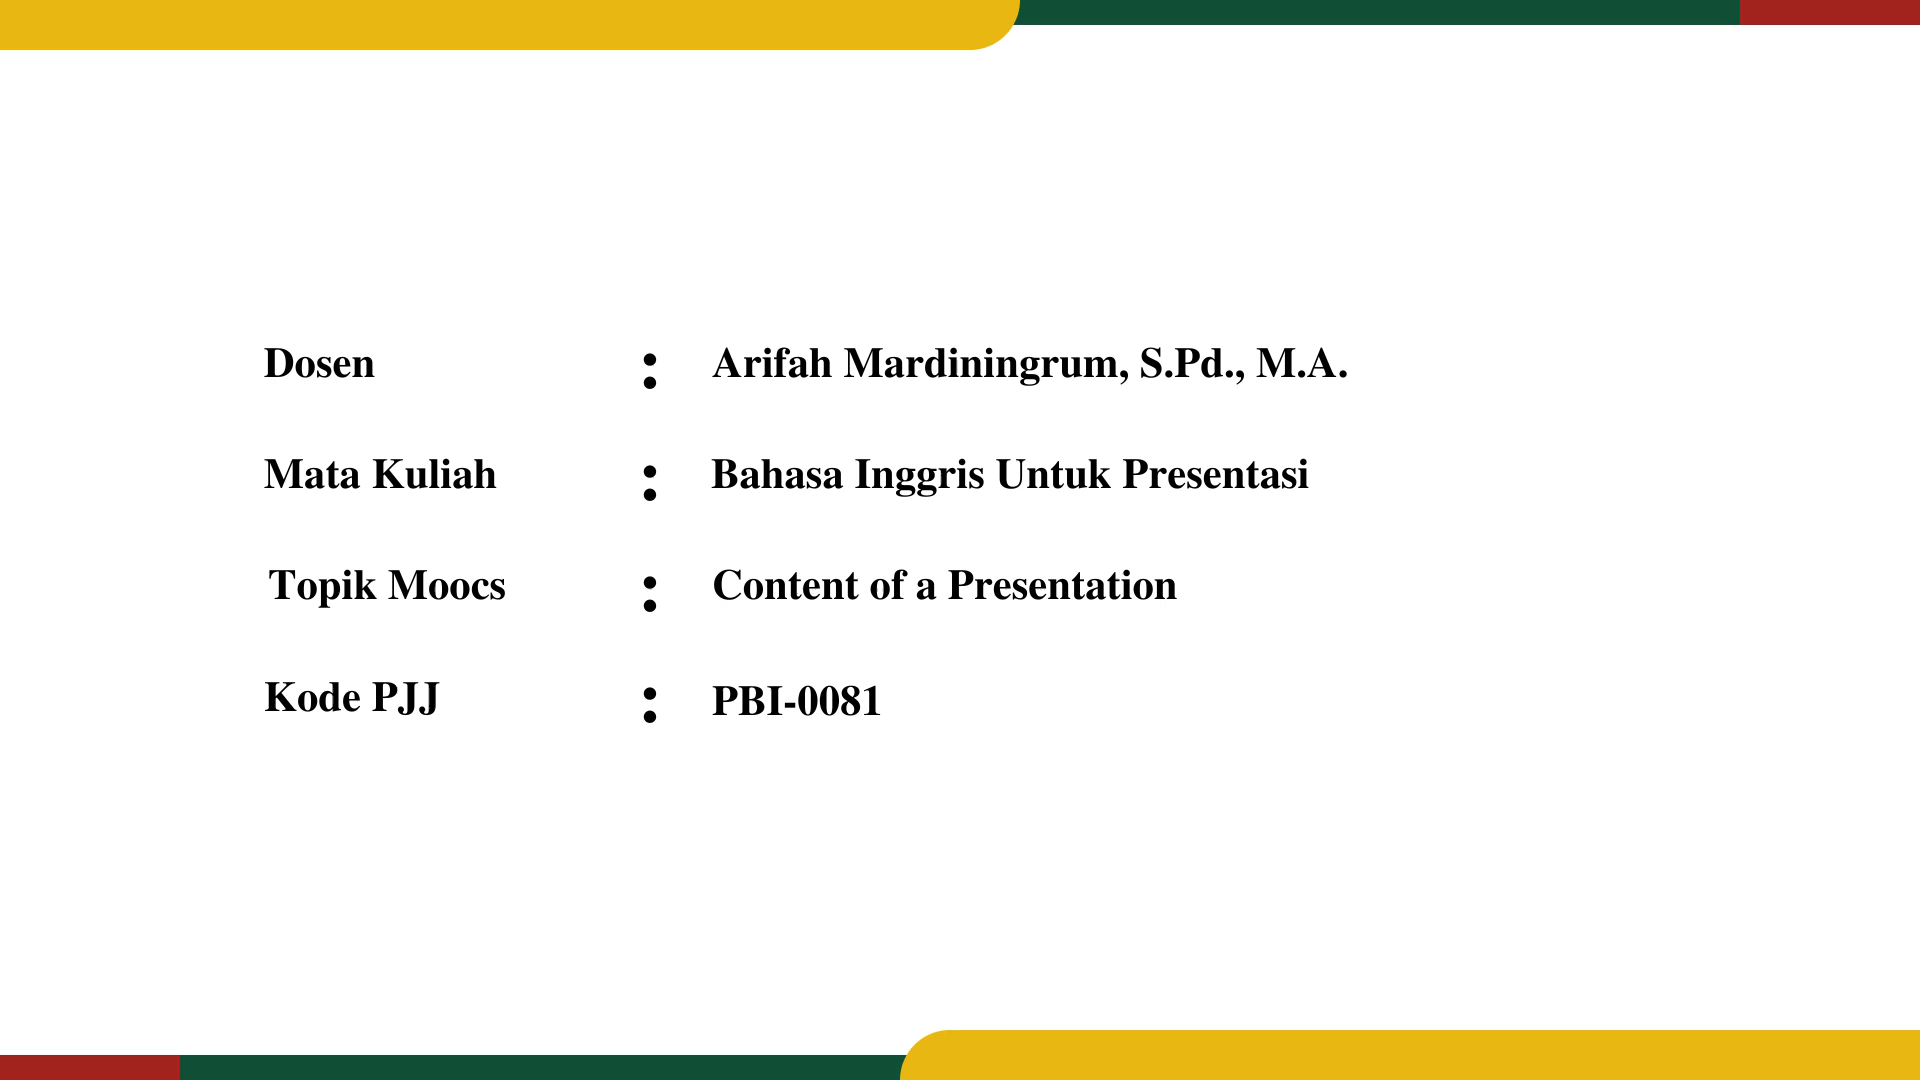 Dosen : Arifah Mardiningrum, S.Pd., M.A.
Mata Kuliah : Bahasa Inggris Untuk Presentasi
Topik Moocs : Content of a Presentation
Kode PJJ : PBI-0081